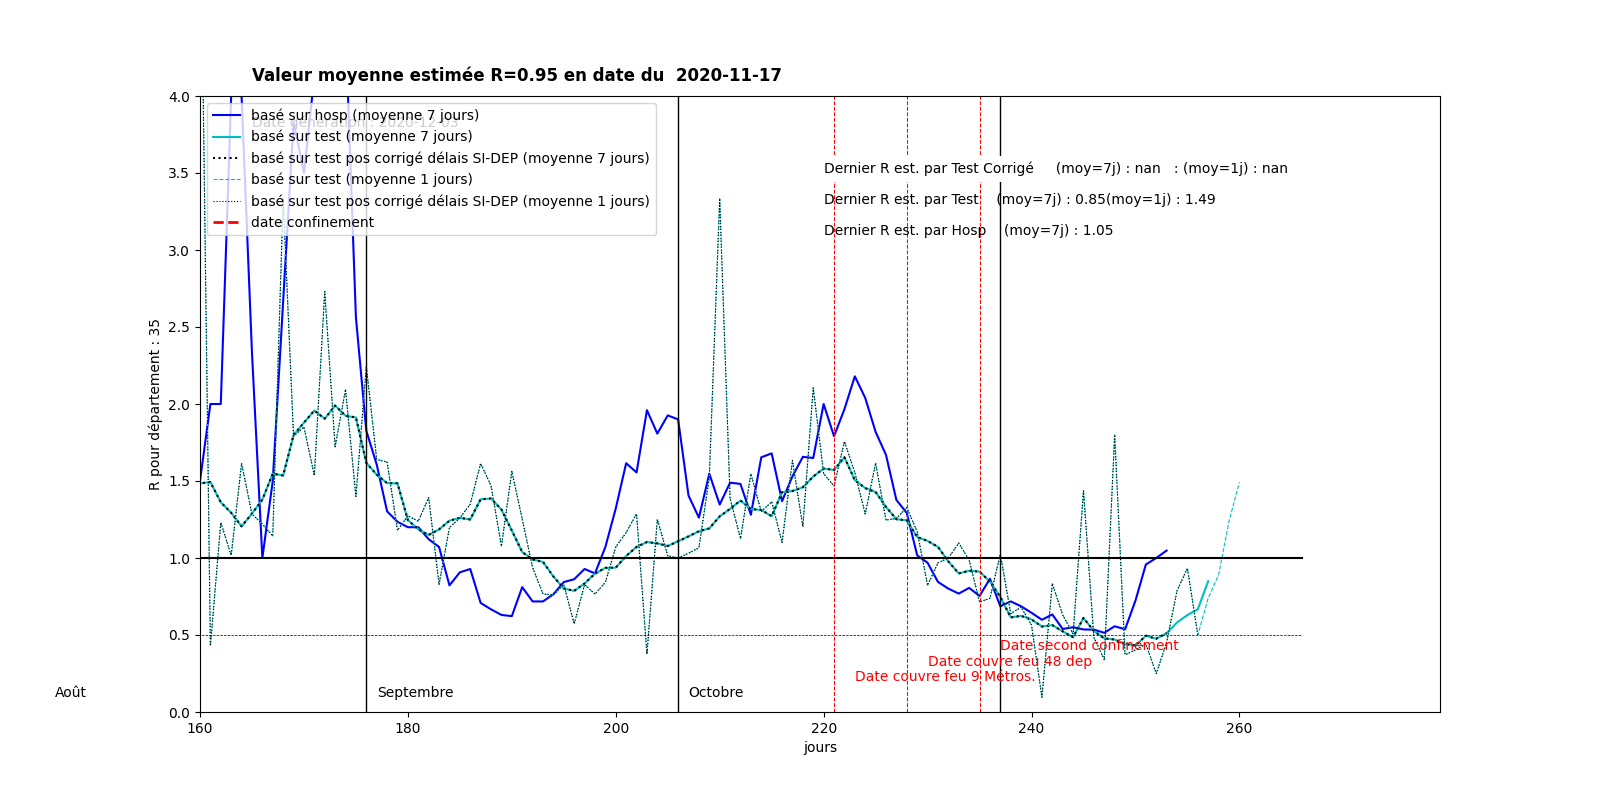 Valeur moyenne estimée R=0.95 en date du  2020-11-17
Date génération : 2020-12-03
basé sur hosp (moyenne 7 jours)
basé sur test (moyenne 7 jours)
basé sur test pos corrigé délais SI-DEP (moyenne 7 jours)
basé sur test (moyenne 1 jours)
basé sur test pos corrigé délais SI-DEP (moyenne 1 jours)
date confinement
Dernier R est. par Test Corrigé     (moy=7j) : nan   : (moy=1j) : nan
Dernier R est. par Test    (moy=7j) : 0.85(moy=1j) : 1.49
Dernier R est. par Hosp    (moy=7j) : 1.05
4.0
3.5
3.0
2.5
2.0
1.5
1.0
0.5
0.0
R pour département : 35
Date second confinement
Date couvre feu 48 dep
Date couvre feu 9 Métros.
Août
Septembre
Octobre
160
180
200
220
240
260
jours